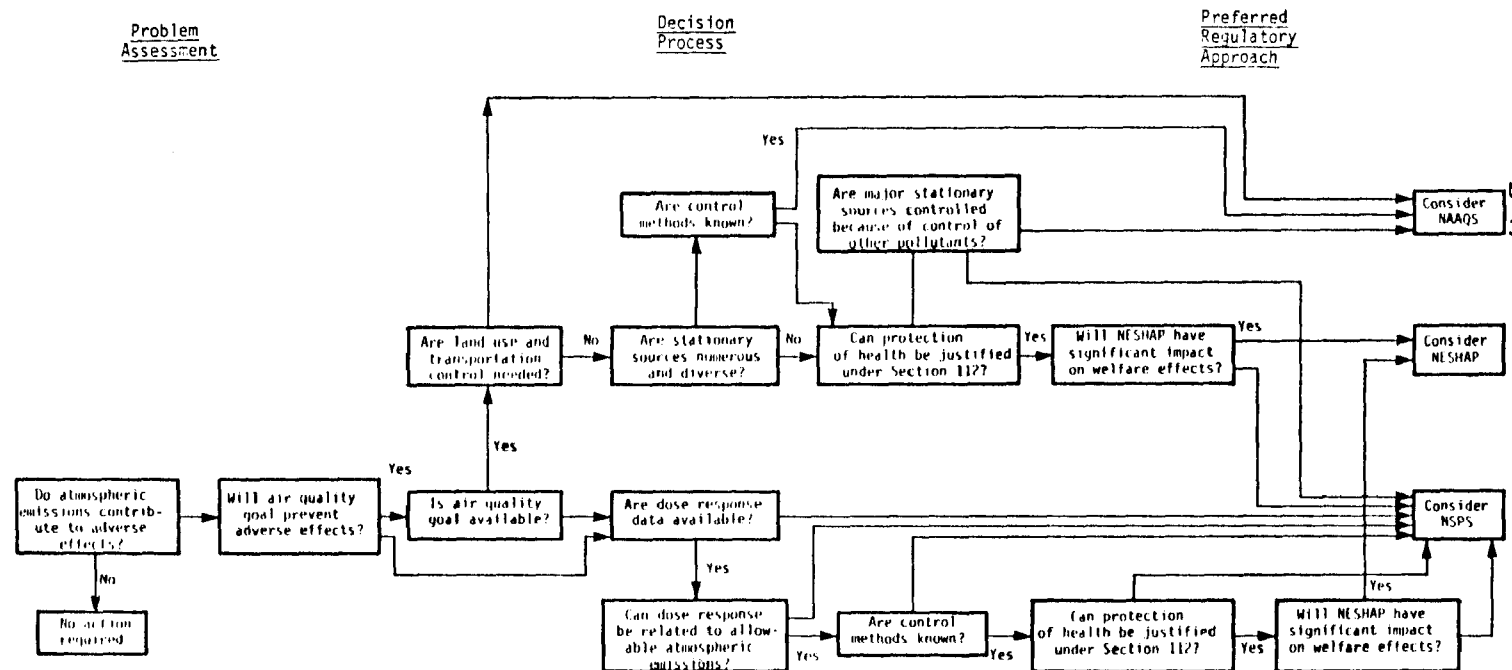 Problem
Assessment
Decision
Process
Preferred
Regulatory
Approach
Yes
Are control
methods known?
Are major stationary
sources controlled
because of control of
other pollutants?
Consider
NAAQS
Are land use and
transportation
control needed?
No
Are stationary
sources numerous
and diverse?
No
Can protection
of health be justified
under Section 112?
Yes
Will NESHAP have
significant impact
on welfare effects?
Yes
Consider
NESHAP
Yes
Do atmospheric
emissions contrib-
ute to adverse
effects?
Will air quality
goal prevent
adverse effects?
Yes
Is air quality
goal available?
Are dose response
data available?
Consider
NSPS
No
Yes
Yes
No action
required
Can dose response
be related to allow-
able atmospheric
emissions?
Yes
Are control
methods known?
Yes
Can protection
of health be justified
under Section 112?
Yes
Will NESHAP have
significant impact
on welfare effects?